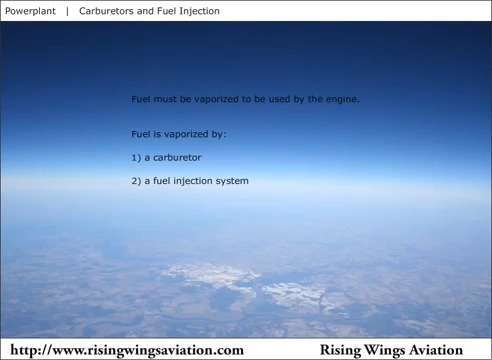 Powerplant | Carburetors and Fuel Injection
Fuel must be vaporized to be used by the engine.
Fuel is vaporized by:
1) a carburetor
2) a fuel injection system
http://www.risingwingsaviation.com Rising Wings Aviation